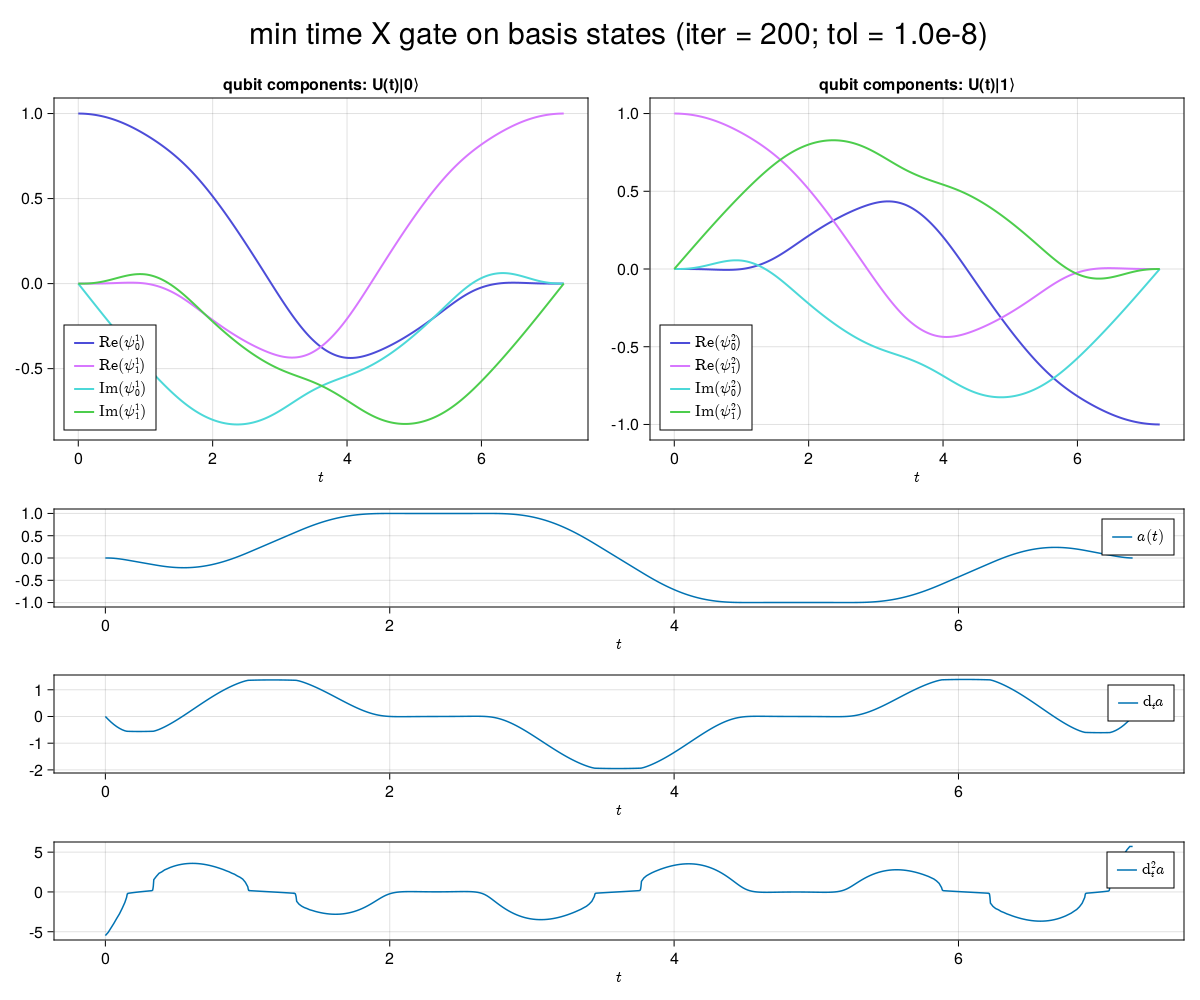 min time X gate on basis states (iter = 200; tol = 1.0e-8)
qubit components: U(t)|0⟩
1.0
0.5
0.0
-0.5
Re(ψ₀¹)
Re(ψ₁¹)
Im(ψ₀¹)
Im(ψ₁¹)
0 2 4 6
t
qubit components: U(t)|1⟩
1.0
0.5
0.0
-0.5
-1.0
Re(ψ₀²)
Re(ψ₁²)
Im(ψ₀²)
Im(ψ₁²)
0 2 4 6
t
1.0
0.5
0.0
-0.5
-1.0
a(t)
0 2 4 6
t
1
0
-1
-2
dₜa
0 2 4 6
t
5
0
-5
dₜ²a
0 2 4 6
t